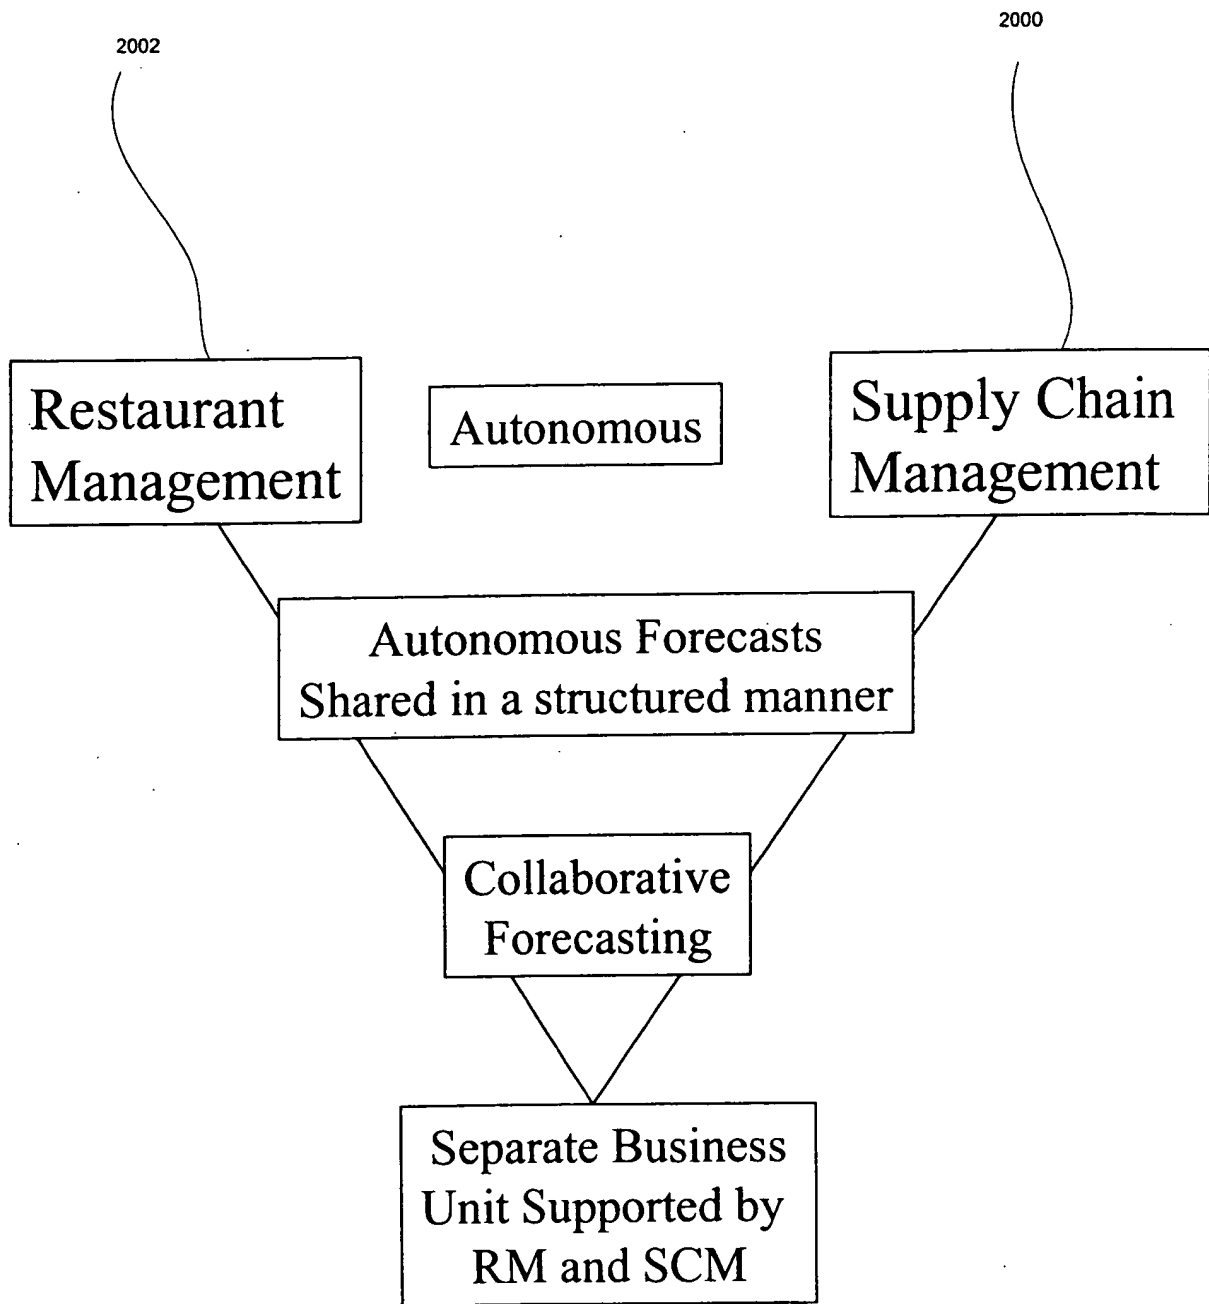 2002
2000
Restaurant
Management
Autonomous
Supply Chain
Management
Autonomous Forecasts
Shared in a structured manner
Collaborative
Forecasting
Separate Business
Unit Supported by
RM and SCM